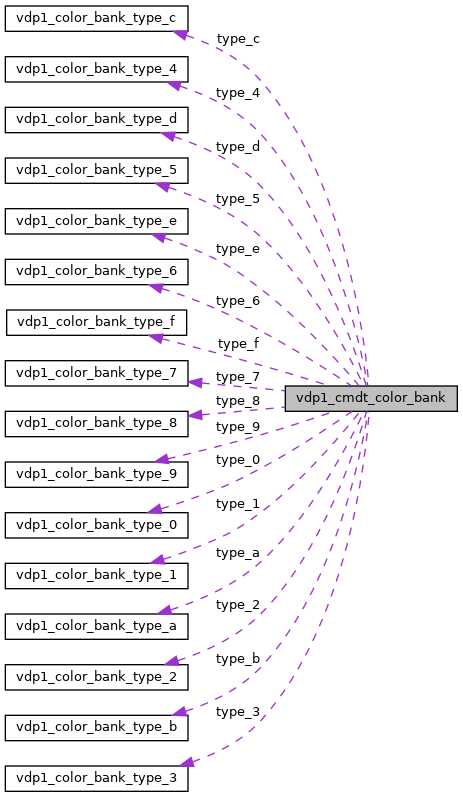 vdp1_color_bank_type_c
type_c
vdp1_color_bank_type_4
type_4
vdp1_color_bank_type_d
type_d
vdp1_color_bank_type_5
type_5
vdp1_color_bank_type_e
type_e
vdp1_color_bank_type_6
type_6
vdp1_color_bank_type_f
type_f
vdp1_color_bank_type_7
type_7
vdp1_cmdt_color_bank
type_8
vdp1_color_bank_type_8
type_9
vdp1_color_bank_type_9
type_0
vdp1_color_bank_type_0
type_1
vdp1_color_bank_type_1
type_a
vdp1_color_bank_type_a
type_2
vdp1_color_bank_type_2
type_b
vdp1_color_bank_type_b
type_3
vdp1_color_bank_type_3